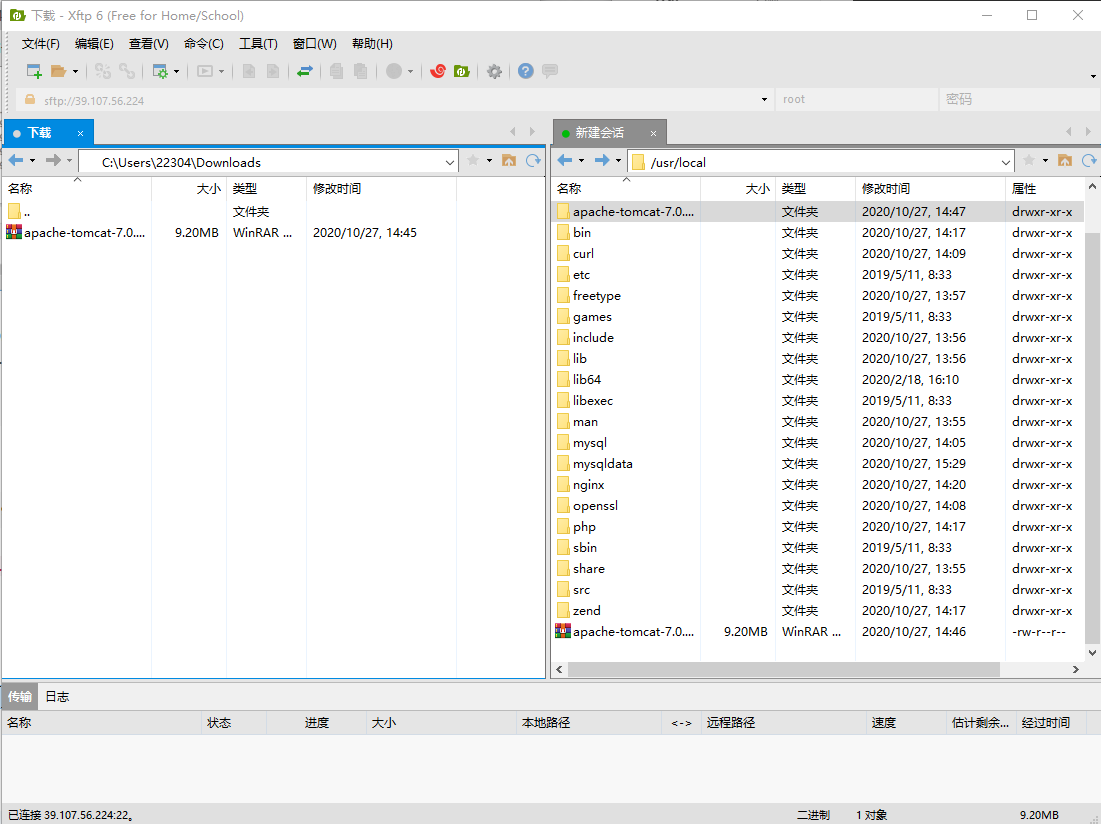 下载 - Xftp 6 (Free for Home/School)
文件(F) 编辑(E) 查看(V) 命令(C) 工具(T) 窗口(W) 帮助(H)
sftp://39.107.56.224 root 密码
下载 × 新建会话 ×
C:\Users\22304\Downloads /usr/local
名称 大小 类型 修改时间
.. 文件夹
apache-tomcat-7.0.... 9.20MB WinRAR ... 2020/10/27, 14:45
名称 大小 类型 修改时间 属性
apache-tomcat-7.0.... 文件夹 2020/10/27, 14:47 drwxr-xr-x
bin 文件夹 2020/10/27, 14:17 drwxr-xr-x
curl 文件夹 2020/10/27, 14:09 drwxr-xr-x
etc 文件夹 2019/5/11, 8:33 drwxr-xr-x
freetype 文件夹 2020/10/27, 13:57 drwxr-xr-x
games 文件夹 2019/5/11, 8:33 drwxr-xr-x
include 文件夹 2020/10/27, 13:56 drwxr-xr-x
lib 文件夹 2020/10/27, 13:56 drwxr-xr-x
lib64 文件夹 2020/2/18, 16:10 drwxr-xr-x
libexec 文件夹 2019/5/11, 8:33 drwxr-xr-x
man 文件夹 2020/10/27, 13:55 drwxr-xr-x
mysql 文件夹 2020/10/27, 14:05 drwxr-xr-x
mysqldata 文件夹 2020/10/27, 15:29 drwxr-xr-x
nginx 文件夹 2020/10/27, 14:20 drwxr-xr-x
openssl 文件夹 2020/10/27, 14:08 drwxr-xr-x
php 文件夹 2020/10/27, 14:17 drwxr-xr-x
sbin 文件夹 2019/5/11, 8:33 drwxr-xr-x
share 文件夹 2020/10/27, 13:55 drwxr-xr-x
src 文件夹 2019/5/11, 8:33 drwxr-xr-x
zend 文件夹 2020/10/27, 14:17 drwxr-xr-x
apache-tomcat-7.0.... 9.20MB WinRAR ... 2020/10/27, 14:46 -rw-r--r--
传输 日志
名称 状态 进度 大小 本地路径 <-> 远程路径 速度 估计剩余... 经过时间
已连接 39.107.56.224:22。 二进制 1 对象 9.20MB